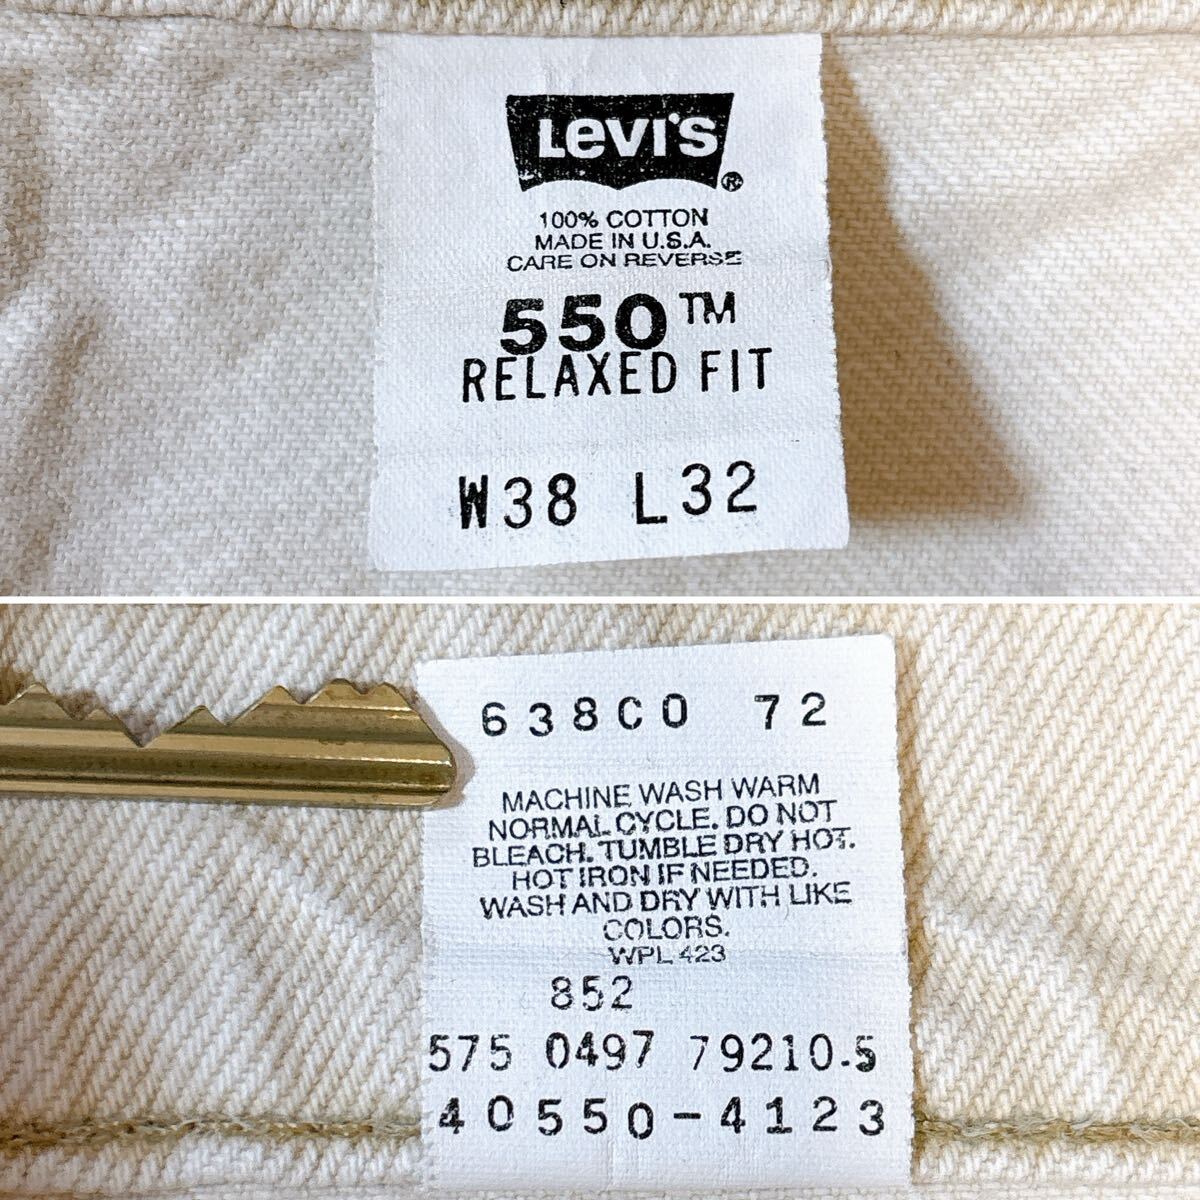 LEVI'S ®
100% COTTON
MADE IN U.S.A.
CARE ON REVERSE
550™
RELAXED FIT
W38 L32
638C0 72
MACHINE WASH WARM
NORMAL CYCLE. DO NOT
BLEACH. TUMBLE DRY HOT.
HOT IRON IF NEEDED.
WASH AND DRY WITH LIKE
COLORS.
WPL 423
852
575 0497 79210.5
40550-4123